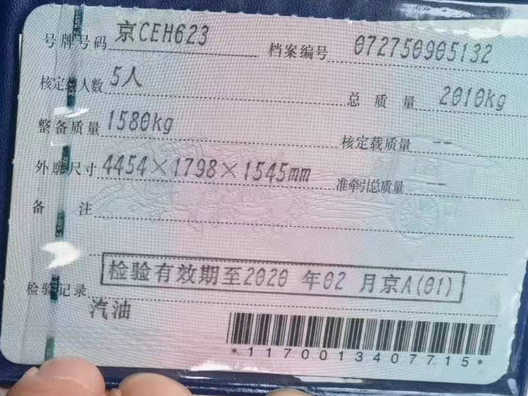 号牌号码 京CEH623 档案编号 072750905132
核定载人数 5人 总质量 2010kg
整备质量 1580kg 核定载质量 --
外廓尺寸 4454×1798×1545mm 准牵引总质量 --
备注
检验记录 检验有效期至2020 年02 月京A(01)
汽油
*1170013407715*